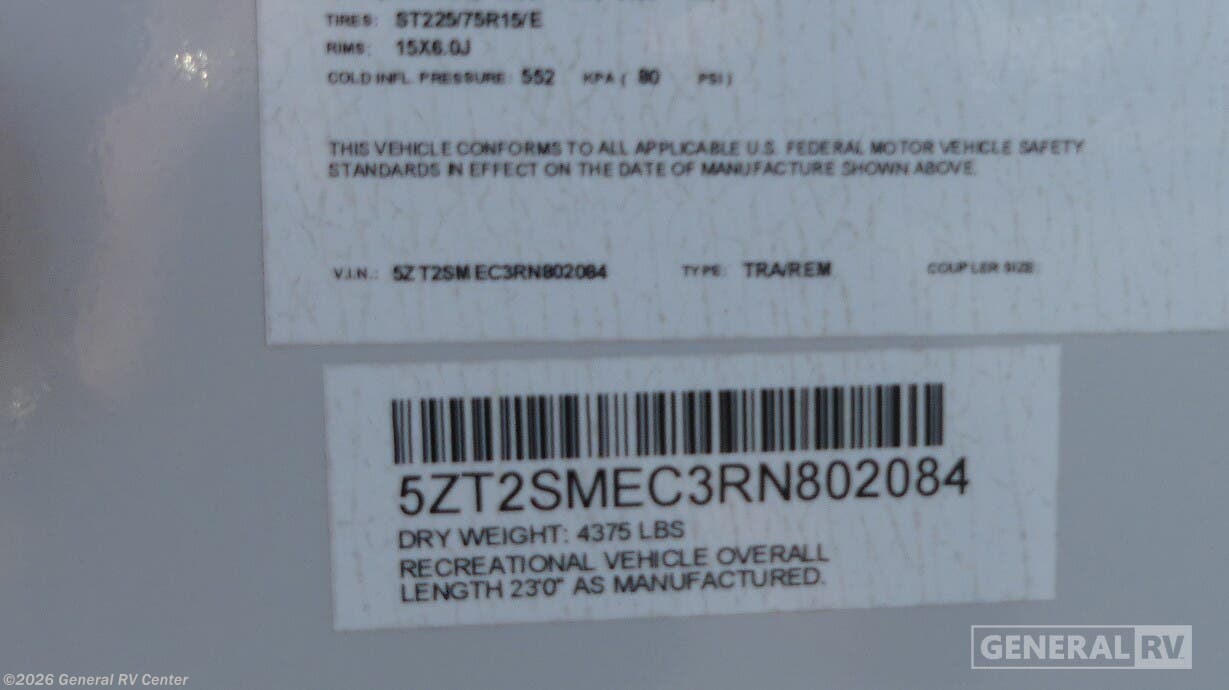 TIRES: ST225/75R15/E
RIMS: 15X6.0J
COLD INFL. PRESSURE: 552 KPA ( 80 PSI)
THIS VEHICLE CONFORMS TO ALL APPLICABLE U.S. FEDERAL MOTOR VEHICLE SAFETY
STANDARDS IN EFFECT ON THE DATE OF MANUFACTURE SHOWN ABOVE.
V.I.N.: 5ZT2SMEC3RN802084 TYPE: TRA/REM COUPLER SIZE:
5ZT2SMEC3RN802084
DRY WEIGHT: 4375 LBS
RECREATIONAL VEHICLE OVERALL
LENGTH 23'0" AS MANUFACTURED.
GENERAL RV
©2026 General RV Center